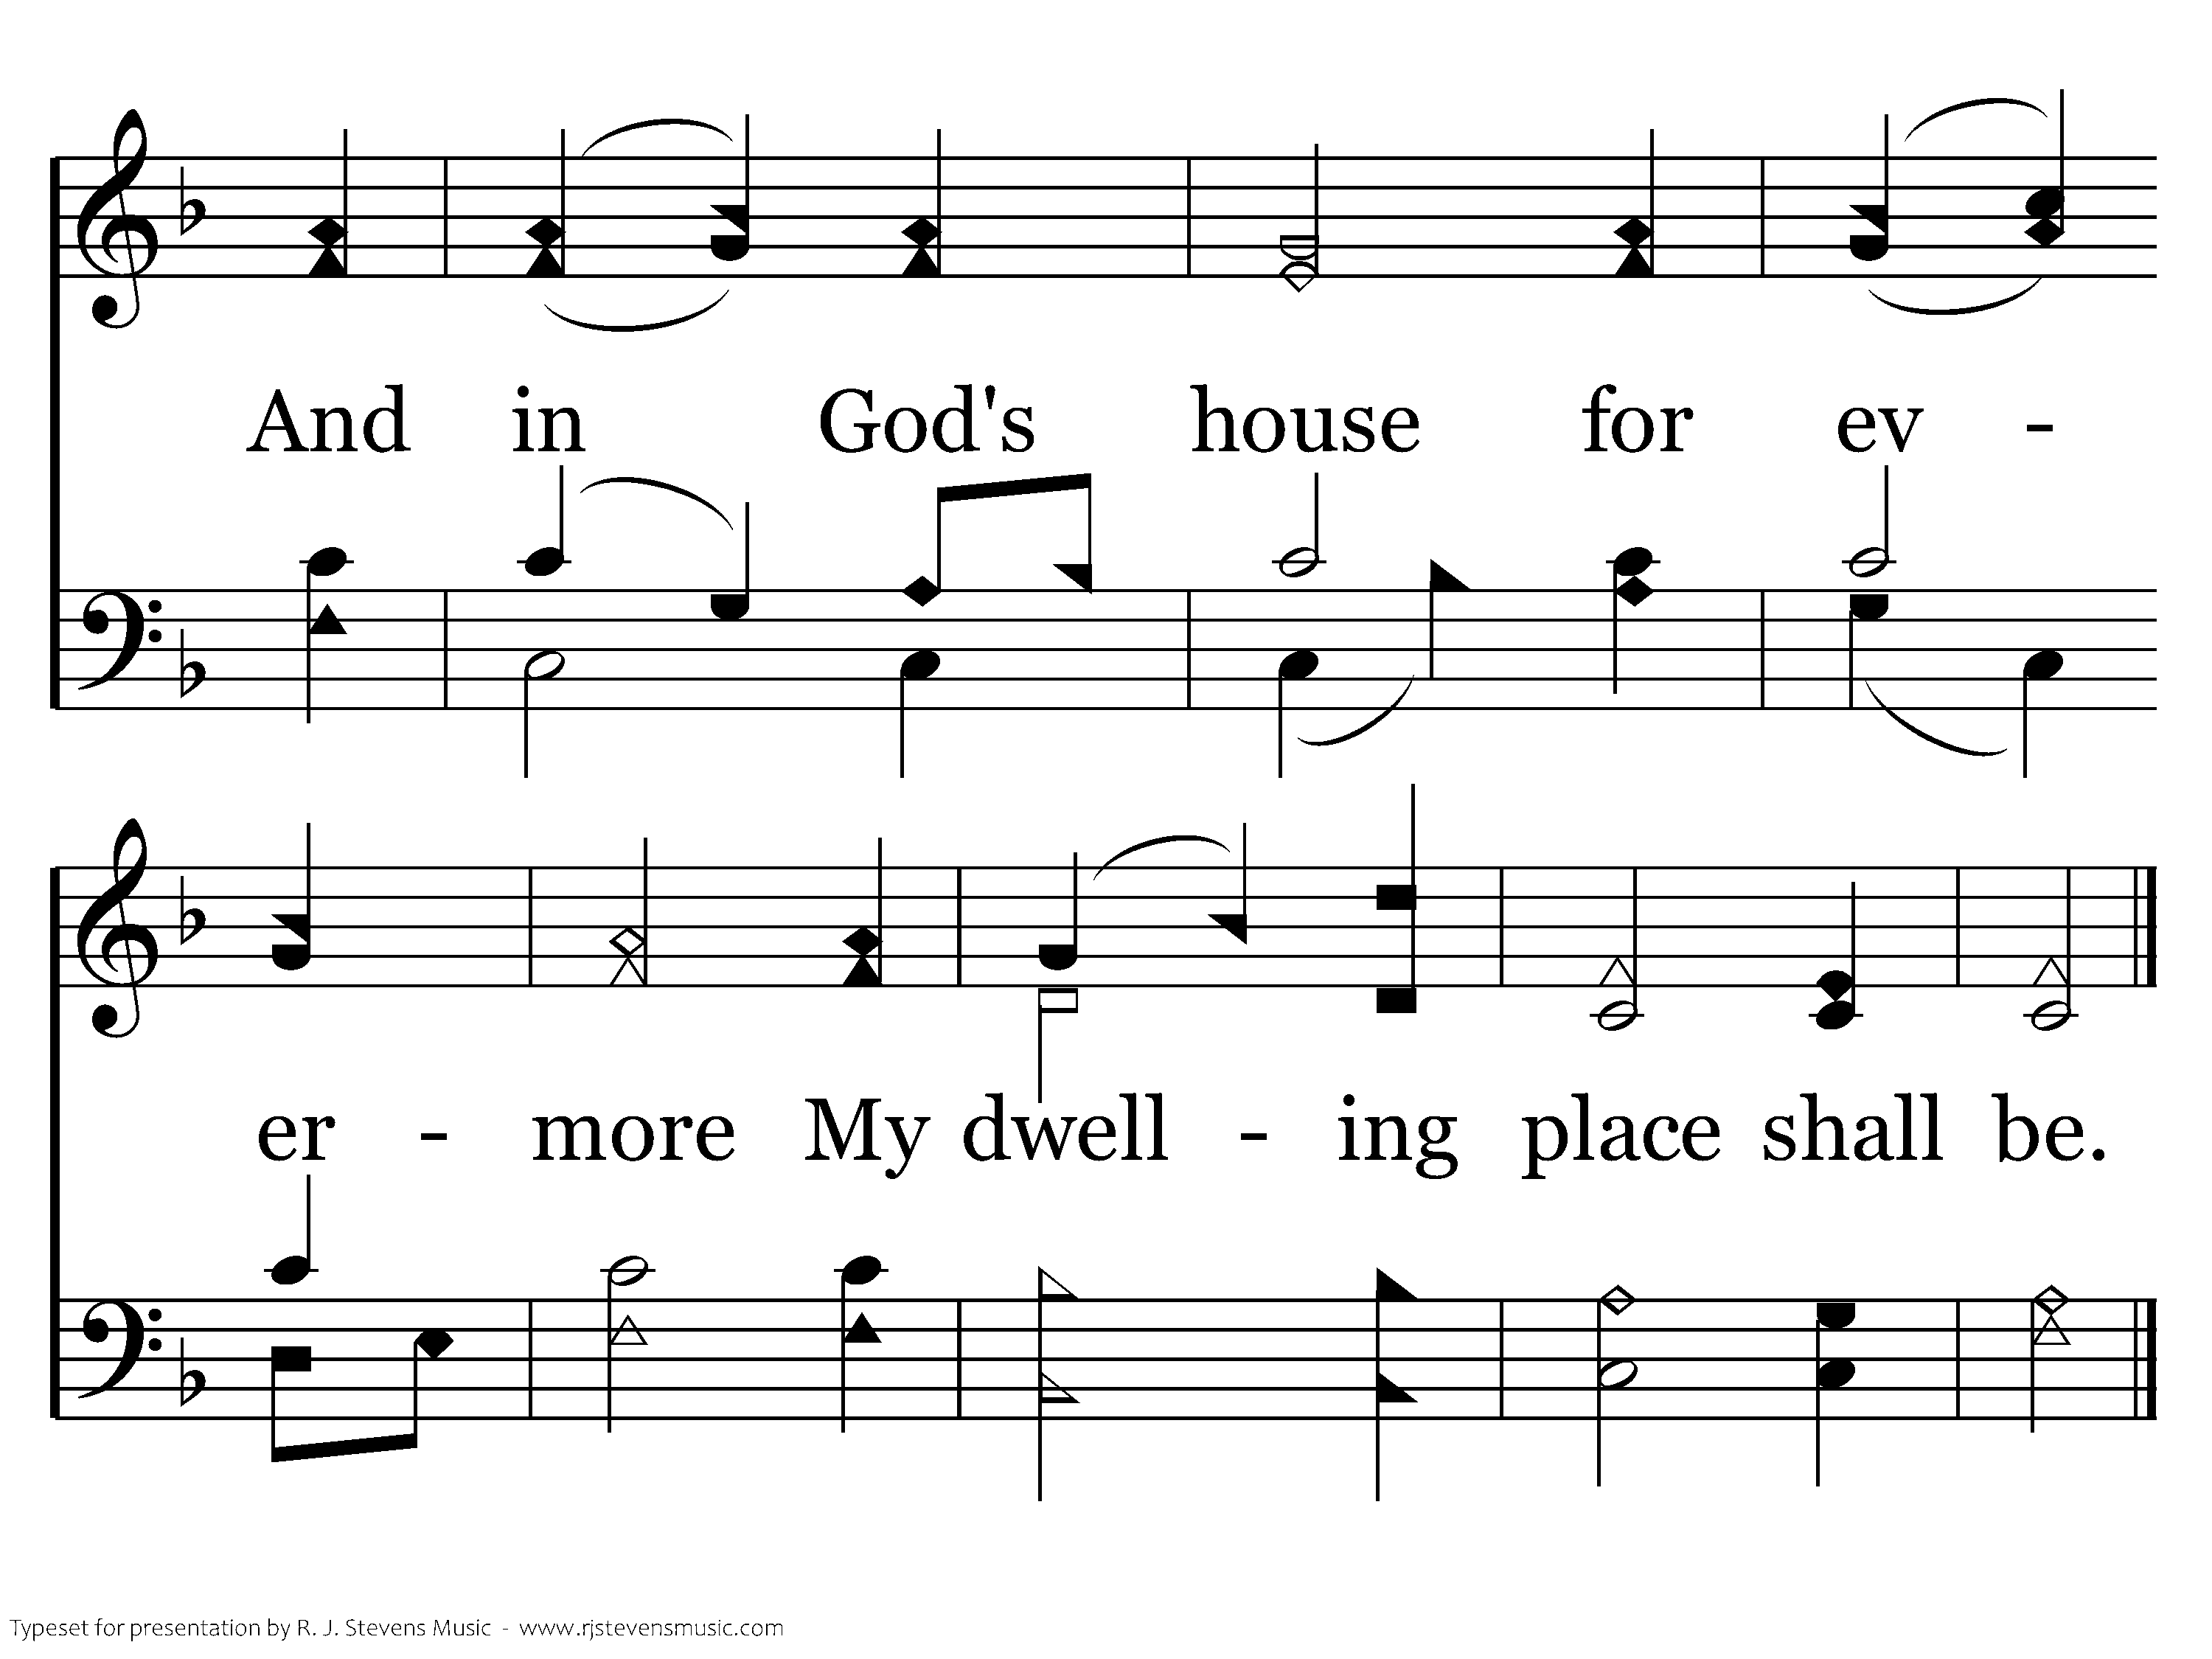 And in God's house for ev -
er - more My dwell - ing place shall be.
Typeset for presentation by R. J. Stevens Music - www.rjstevensmusic.com